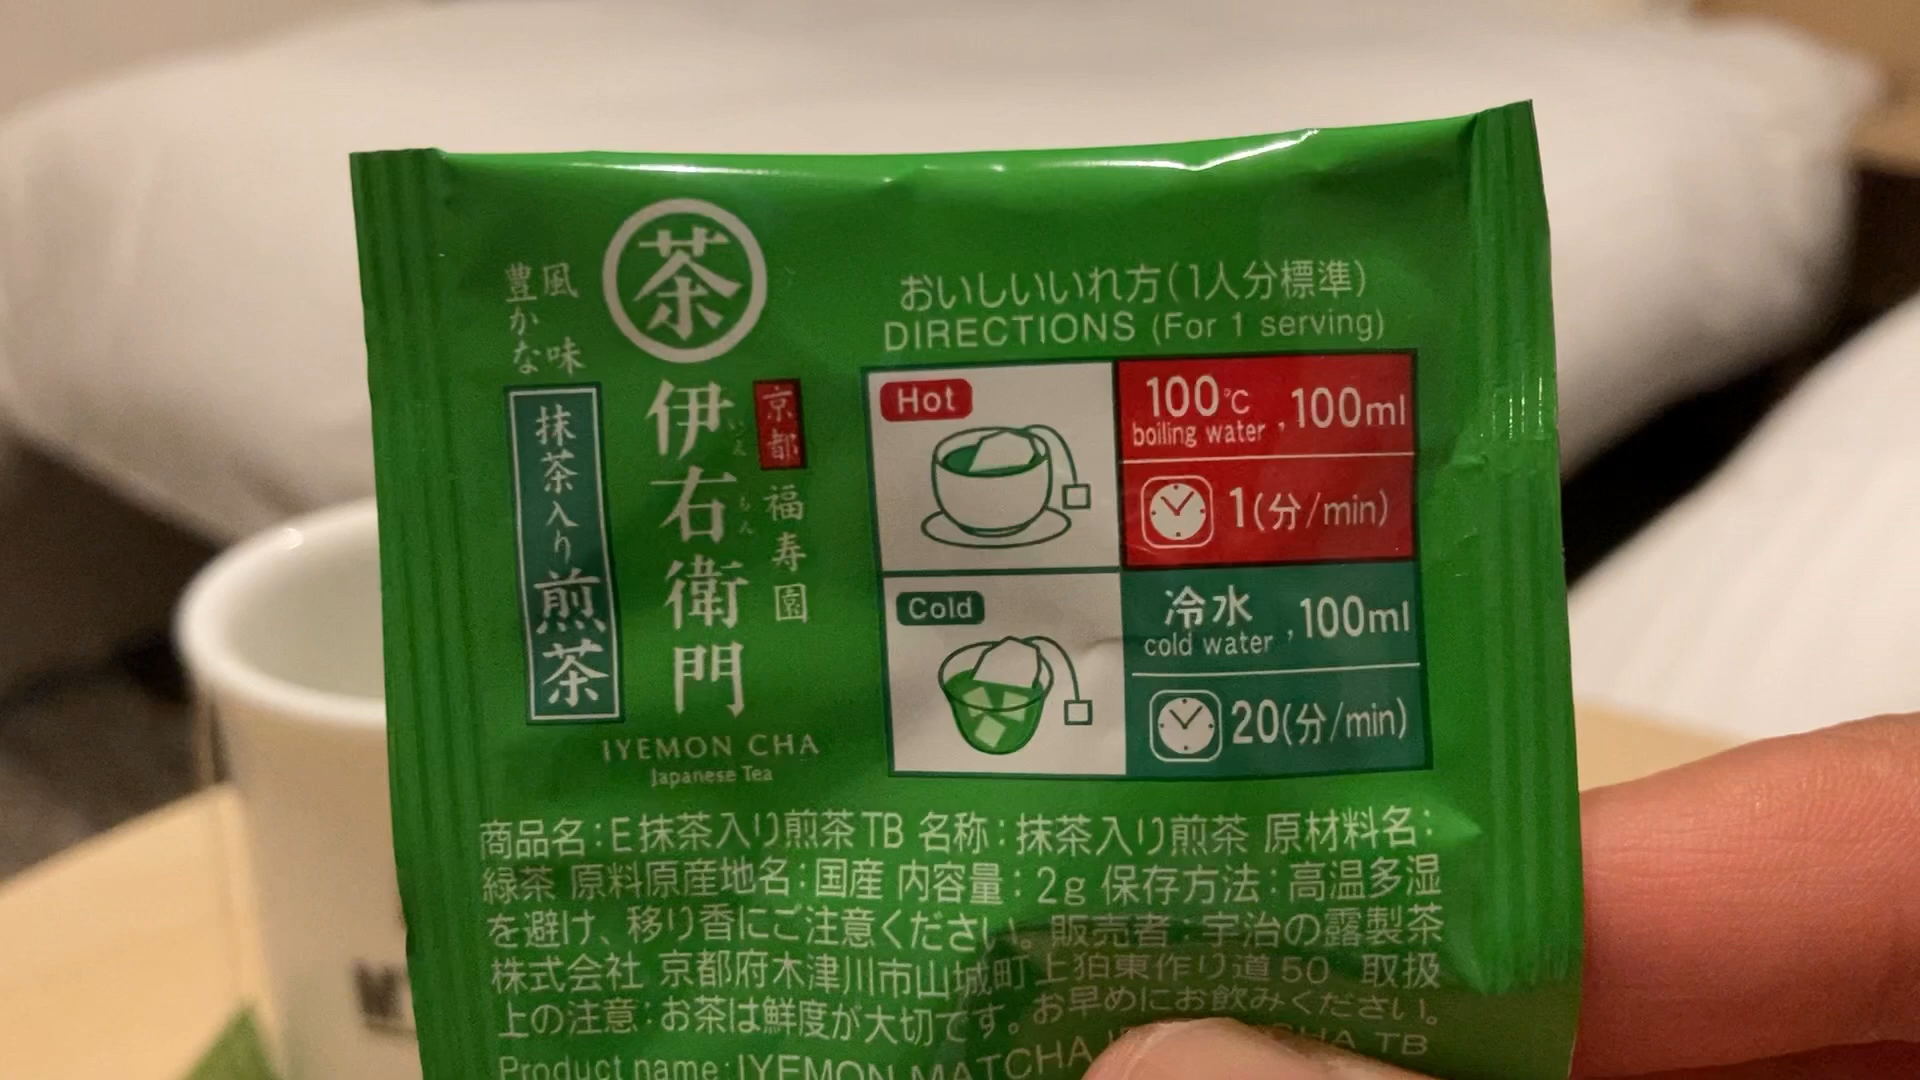 茶
風味
豊かな
抹茶入り煎茶
京都
福寿園
伊右衛門
いえ
もん
IYEMON CHA
Japanese Tea
おいしいいれ方(1人分標準)
DIRECTIONS (For 1 serving)
Hot
100℃
boiling water
, 100ml
1(分/min)
Cold
冷水
cold water
, 100ml
20(分/min)
商品名:E抹茶入り煎茶TB 名称:抹茶入り煎茶 原材料名:
緑茶 原料原産地名:国産 内容量:2g 保存方法:高温多湿
を避け、移り香にご注意ください。販売者:宇治の露製茶
株式会社 京都府木津川市山城町上狛東作り道50 取扱
上の注意:お茶は鮮度が大切です。お早めにお飲みください。
Product name:IYEMON MATCHA TB